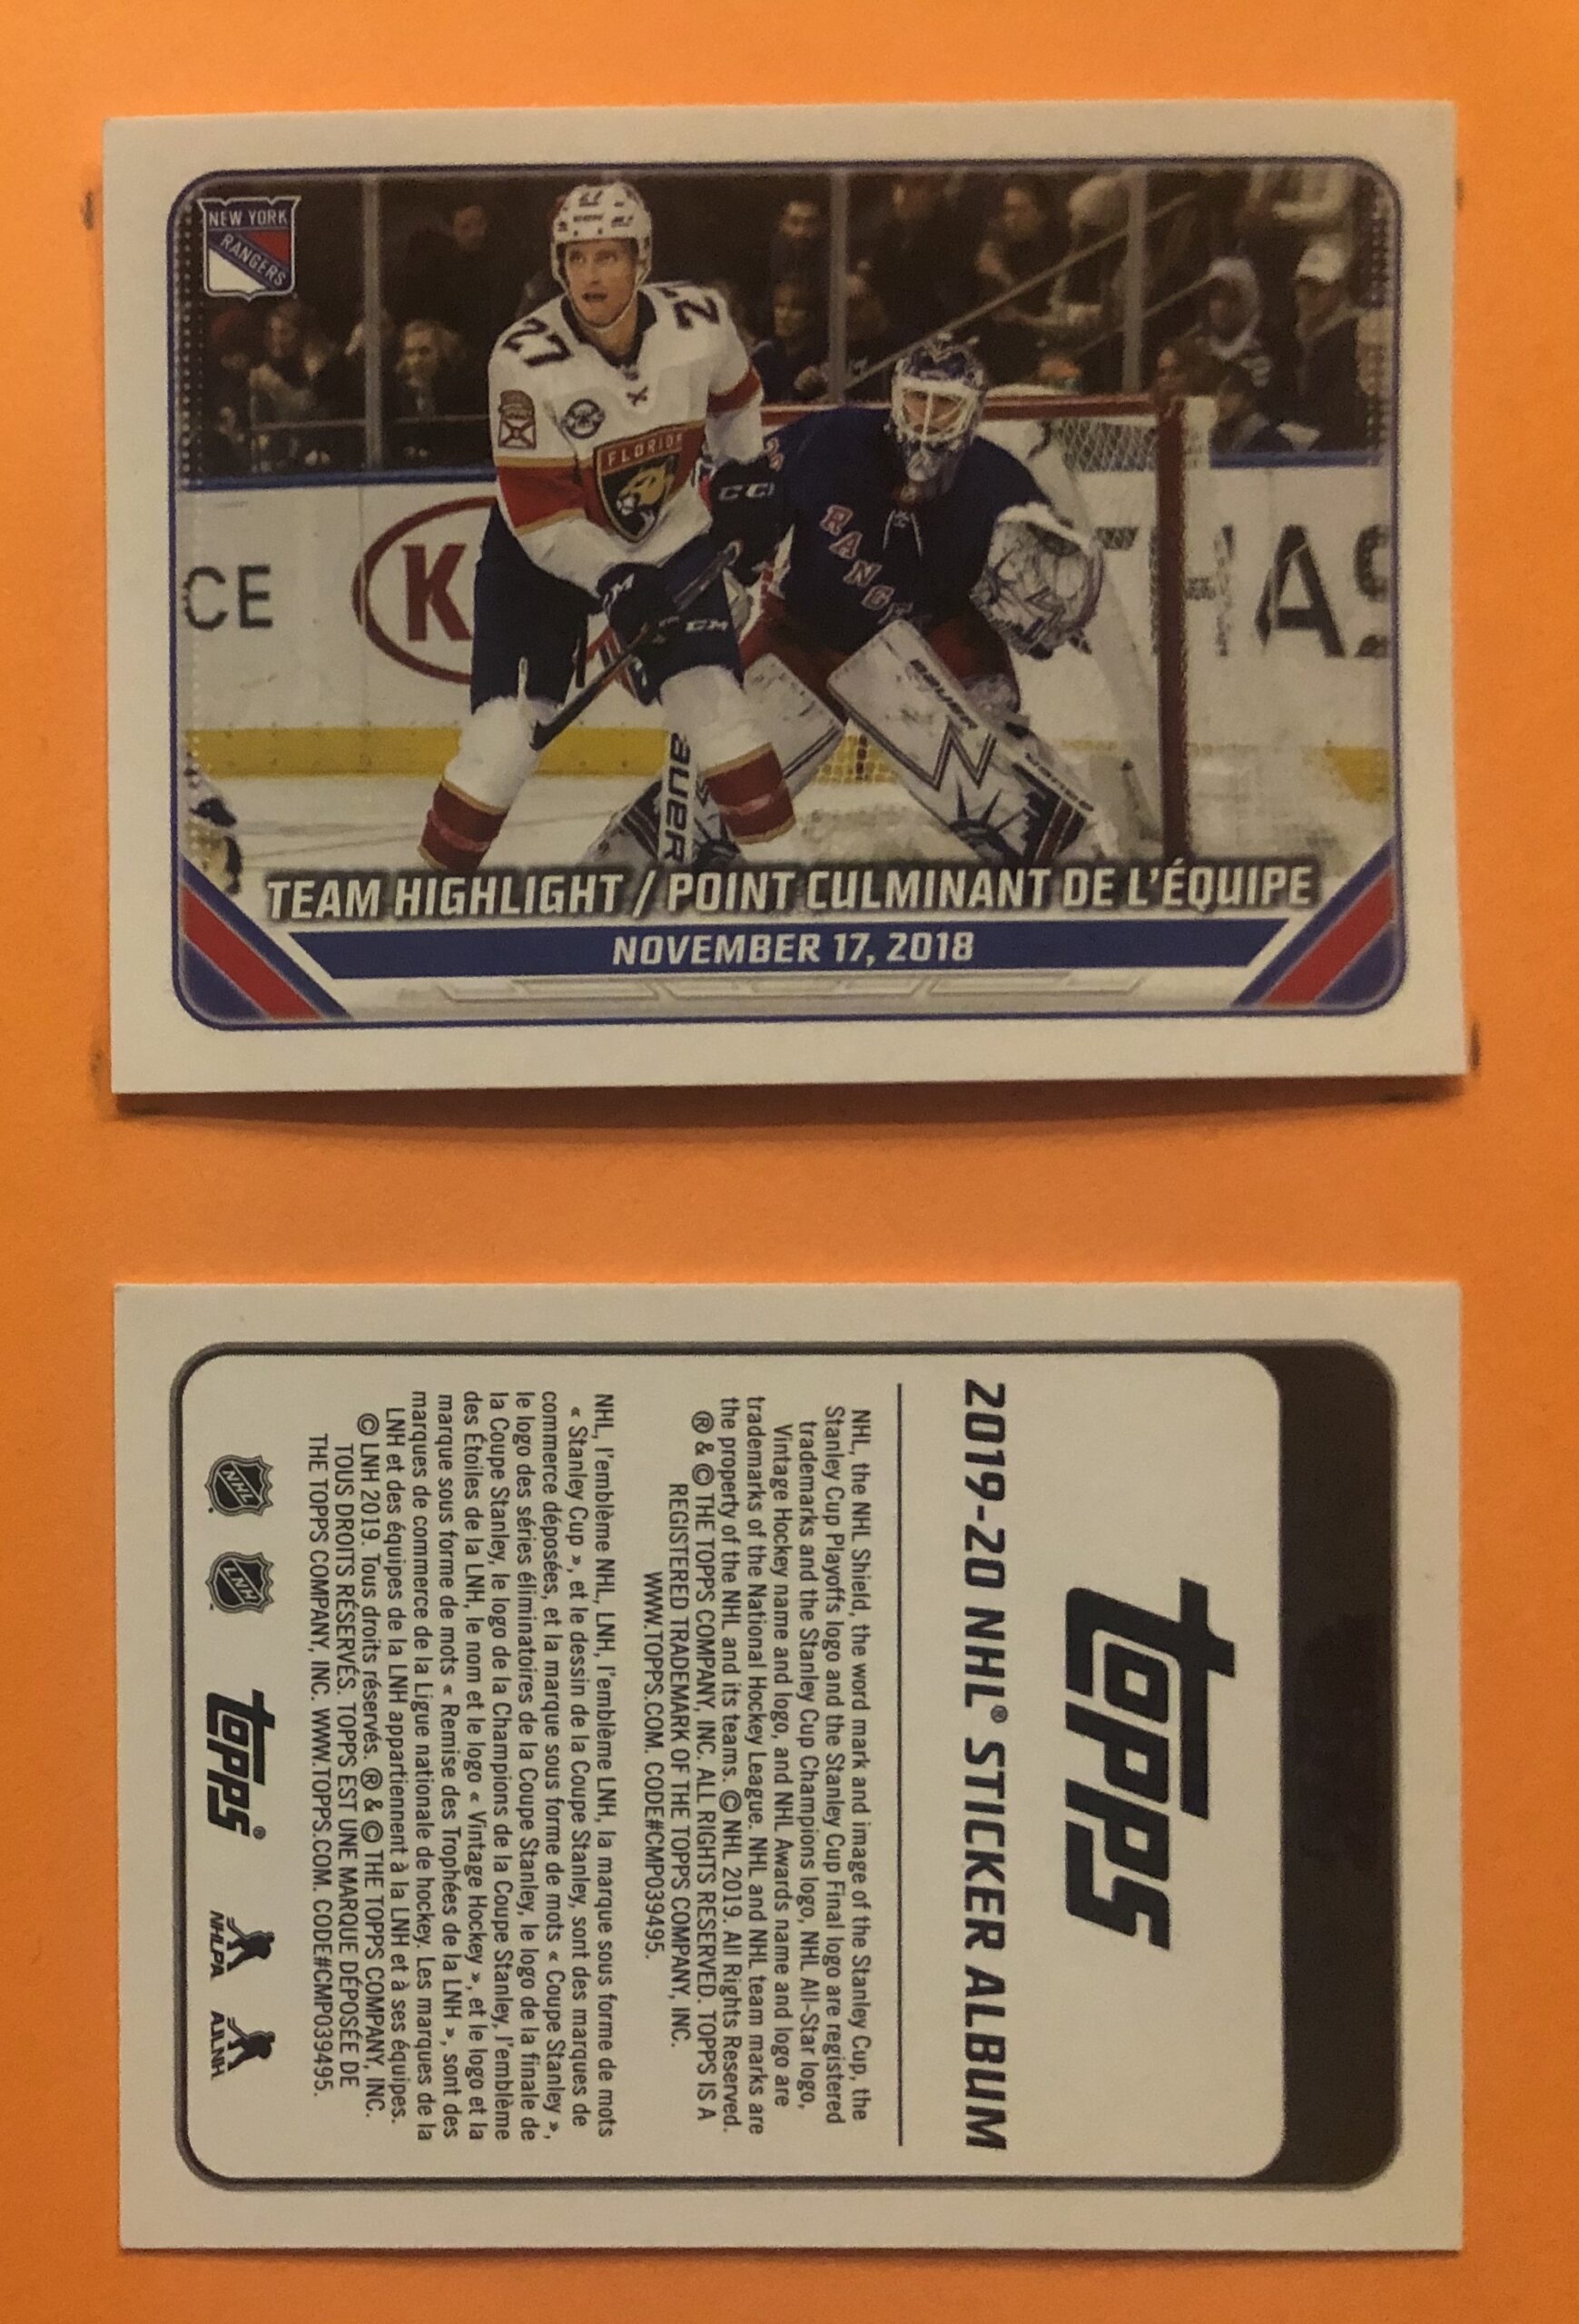 NEW YORK
RANGERS
27
27
FLORIDA
CCM
CCM
CE
K
RANGE
HAS
BAUER
BAUER
TEAM HIGHLIGHT / POINT CULMINANT DE L'ÉQUIPE
NOVEMBER 17, 2018
topps
2019-20 NHL® STICKER ALBUM
NHL, the NHL Shield, the word mark and image of the Stanley Cup, the
Stanley Cup Playoffs logo and the Stanley Cup Final logo are registered
trademarks and the Stanley Cup Champions logo, NHL All-Star logo,
Vintage Hockey name and logo, and NHL Awards name and logo are
trademarks of the National Hockey League. NHL and NHL team marks are
the property of the NHL and its teams. © NHL 2019. All Rights Reserved.
® & © THE TOPPS COMPANY, INC. ALL RIGHTS RESERVED. TOPPS IS A
REGISTERED TRADEMARK OF THE TOPPS COMPANY, INC.
WWW.TOPPS.COM. CODE#CMP039495.
NHL, l'emblème NHL, LNH, l'emblème LNH, la marque sous forme de mots
« Stanley Cup », et le dessin de la Coupe Stanley, sont des marques de
commerce déposées, et la marque sous forme de mots « Coupe Stanley »,
le logo des séries éliminatoires de la Coupe Stanley, le logo de la finale de
la Coupe Stanley, le logo de la Champions de la Coupe Stanley, l'emblème
des Étoiles de la LNH, le nom et le logo « Vintage Hockey », et le logo et la
marque sous forme de mots « Remise des Trophées de la LNH », sont des
marques de commerce de la Ligue nationale de hockey. Les marques de la
LNH et des équipes de la LNH appartiennent à la LNH et à ses équipes.
© LNH 2019. Tous droits réservés. ® & © THE TOPPS COMPANY, INC.
TOUS DROITS RÉSERVÉS. TOPPS EST UNE MARQUE DÉPOSÉE DE
THE TOPPS COMPANY, INC. WWW.TOPPS.COM. CODE#CMP039495.
NHL LNH topps® NHLPA AJLNH